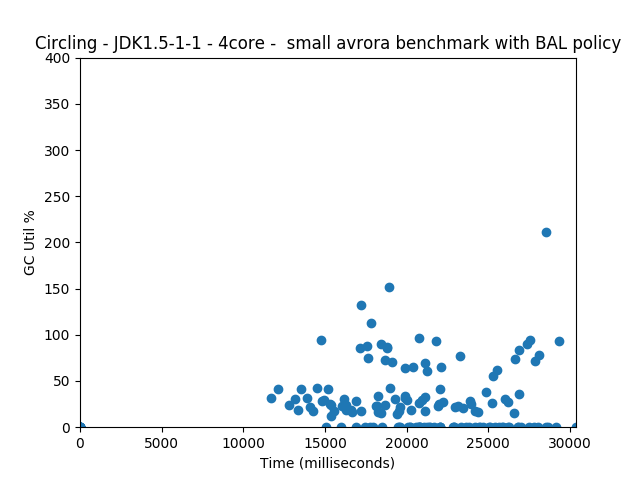 Circling - JDK1.5-1-1 - 4core -  small avrora benchmark with BAL policy
400
350
300
250
200
150
100
50
0
GC Util %
0 5000 10000 15000 20000 25000 30000
Time (milliseconds)